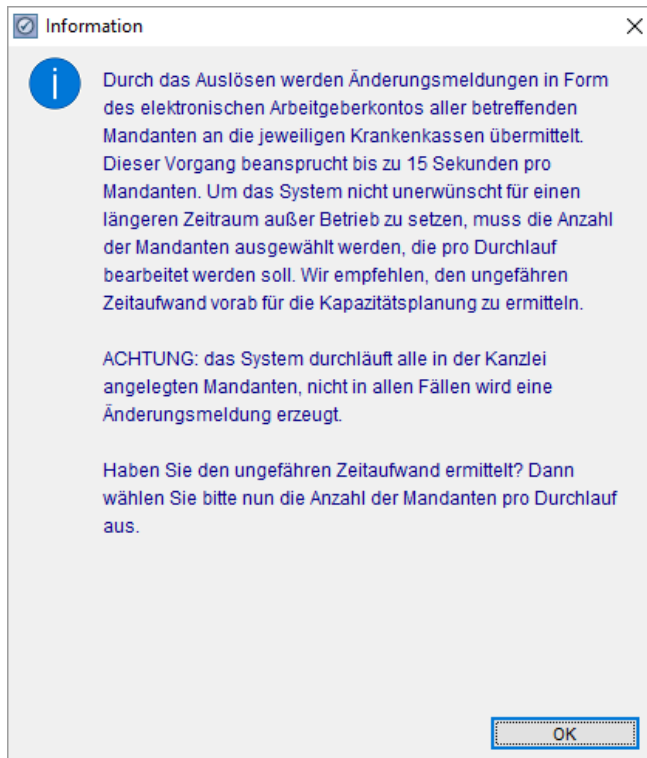 Information
Durch das Auslösen werden Änderungsmeldungen in Form
des elektronischen Arbeitgeberkontos aller betreffenden
Mandanten an die jeweiligen Krankenkassen übermittelt.
Dieser Vorgang beansprucht bis zu 15 Sekunden pro
Mandanten. Um das System nicht unerwünscht für einen
längeren Zeitraum außer Betrieb zu setzen, muss die Anzahl
der Mandanten ausgewählt werden, die pro Durchlauf
bearbeitet werden soll. Wir empfehlen, den ungefähren
Zeitaufwand vorab für die Kapazitätsplanung zu ermitteln.
ACHTUNG: das System durchläuft alle in der Kanzlei
angelegten Mandanten, nicht in allen Fällen wird eine
Änderungsmeldung erzeugt.
Haben Sie den ungefähren Zeitaufwand ermittelt? Dann
wählen Sie bitte nun die Anzahl der Mandanten pro Durchlauf
aus.
OK